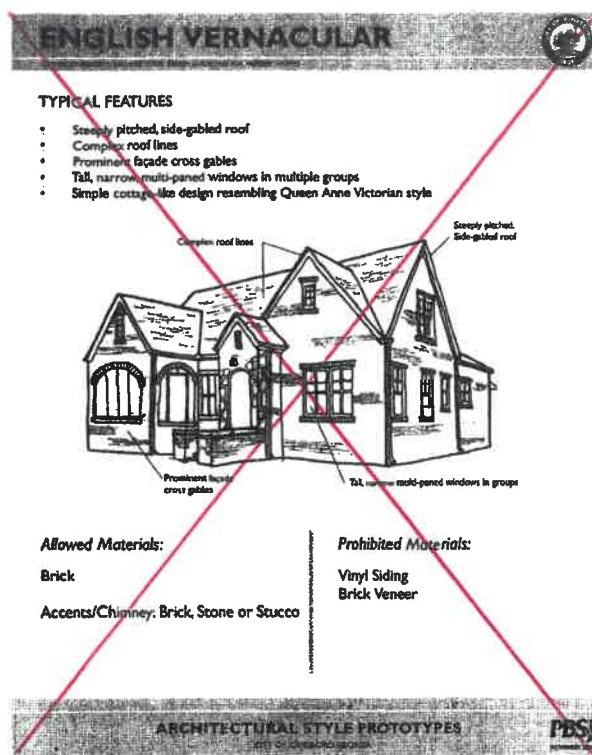 ENGLISH VERNACULAR
TYPICAL FEATURES
• Steeply pitched, side-gabled roof
• Complex roof lines
• Prominent façade cross gables
• Tall, narrow, multi-paned windows in multiple groups
• Simple cottage-like design resembling Queen Anne Victorian style
Steeply pitched,
Side-gabled roof
Complex roof lines
Prominent façade
cross gables
Tall, narrow multi-paned windows in groups
Allowed Materials:
Brick
Accents/Chimney: Brick, Stone or Stucco
Prohibited Materials:
Vinyl Siding
Brick Veneer
ARCHITECTURAL STYLE PROTOTYPES